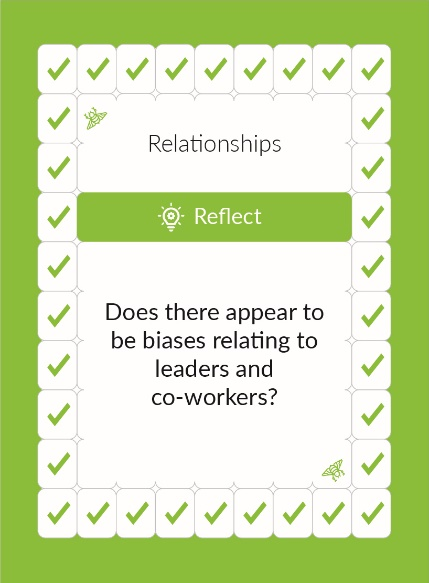 Relationships
Reflect
Does there appear to
be biases relating to
leaders and
co-workers?